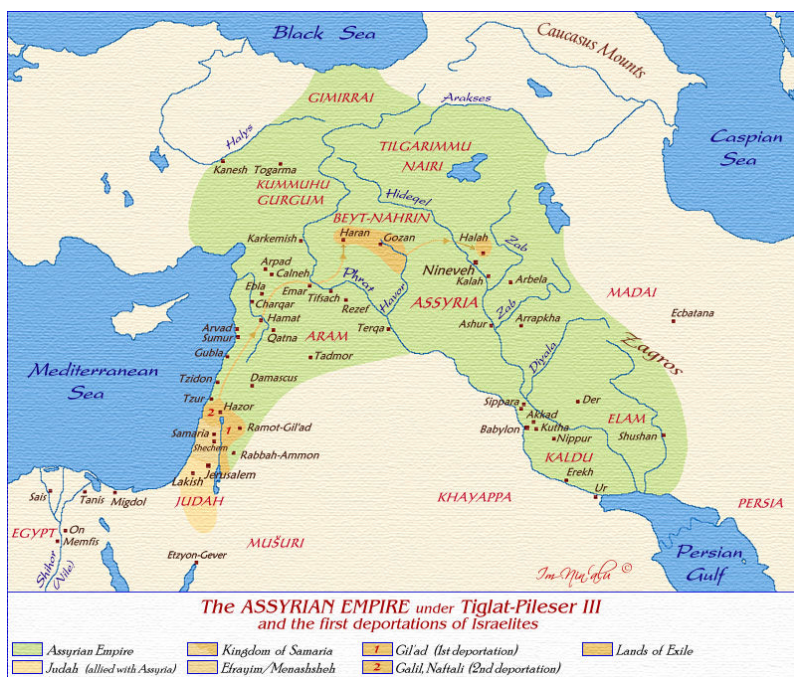 Black Sea
Caucasus Mounts
GIMIRRAI
Arakses
Halys
Caspian
Sea
TILGARIMMU
NAIRI
Kanesh
Togarma
KUMMUHU
GURGUM
Hideqel
BEYT-NAHRIN
Karkemish
Haran
Gozan
Halah
Zab
Nineveh
Arpad
Calneh
Kalah
Arbela
Phrat
Ebla
Emar
Tifsach
Havor
ASSYRIA
MADAI
Charqar
Rezef
Zab
Ecbatana
Hamat
Arvad
Sumur
ARAM
Terqa
Ashur
Arrapkha
Qatna
Zagros
Gubla
Tadmor
Diyala
Mediterranean
Sea
Tzidon
Damascus
Tzur
Hazor
2
1
Sippara
Der
Akkad
ELAM
Ramot-Gil'ad
Samaria
Shechem
Babylon
Kutha
Nippur
Shushan
Rabbah-Ammon
KALDU
Jerusalem
Lakish
Erekh
Ur
Sais
Tanis
Migdol
JUDAH
KHAYAPPA
PERSIA
EGYPT
On
Memfis
MUŠURI
Shihor
(Nile)
Etzyon-Gever
Persian
Gulf
Im-Nin'alu ©
The ASSYRIAN EMPIRE under Tiglat-Pileser III
and the first deportations of Israelites
Assyrian Empire
Kingdom of Samaria
1 Gil'ad (1st deportation)
Lands of Exile
Judah (allied with Assyria)
Efrayim/Menashsheh
2 Galil, Naftali (2nd deportation)